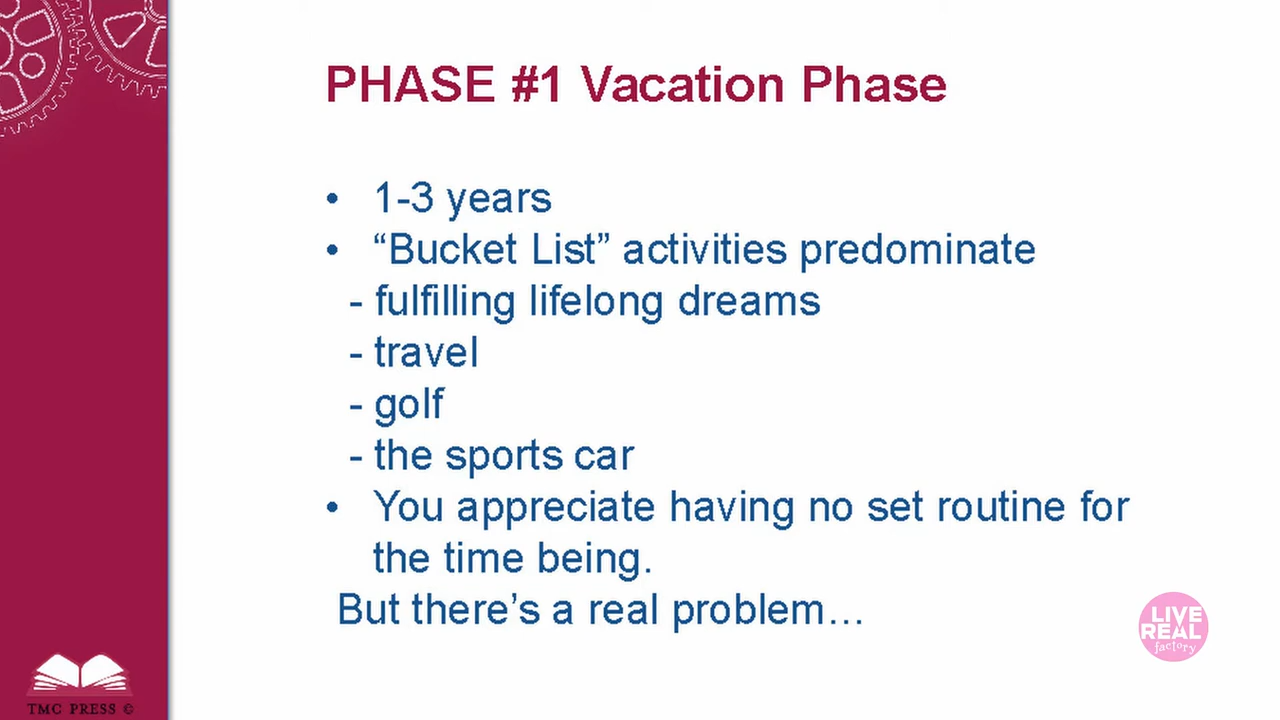 PHASE #1 Vacation Phase
• 1-3 years
• “Bucket List” activities predominate
- fulfilling lifelong dreams
- travel
- golf
- the sports car
• You appreciate having no set routine for
the time being.
But there’s a real problem…
LIVE
REAL
factory
TMC PRESS ©